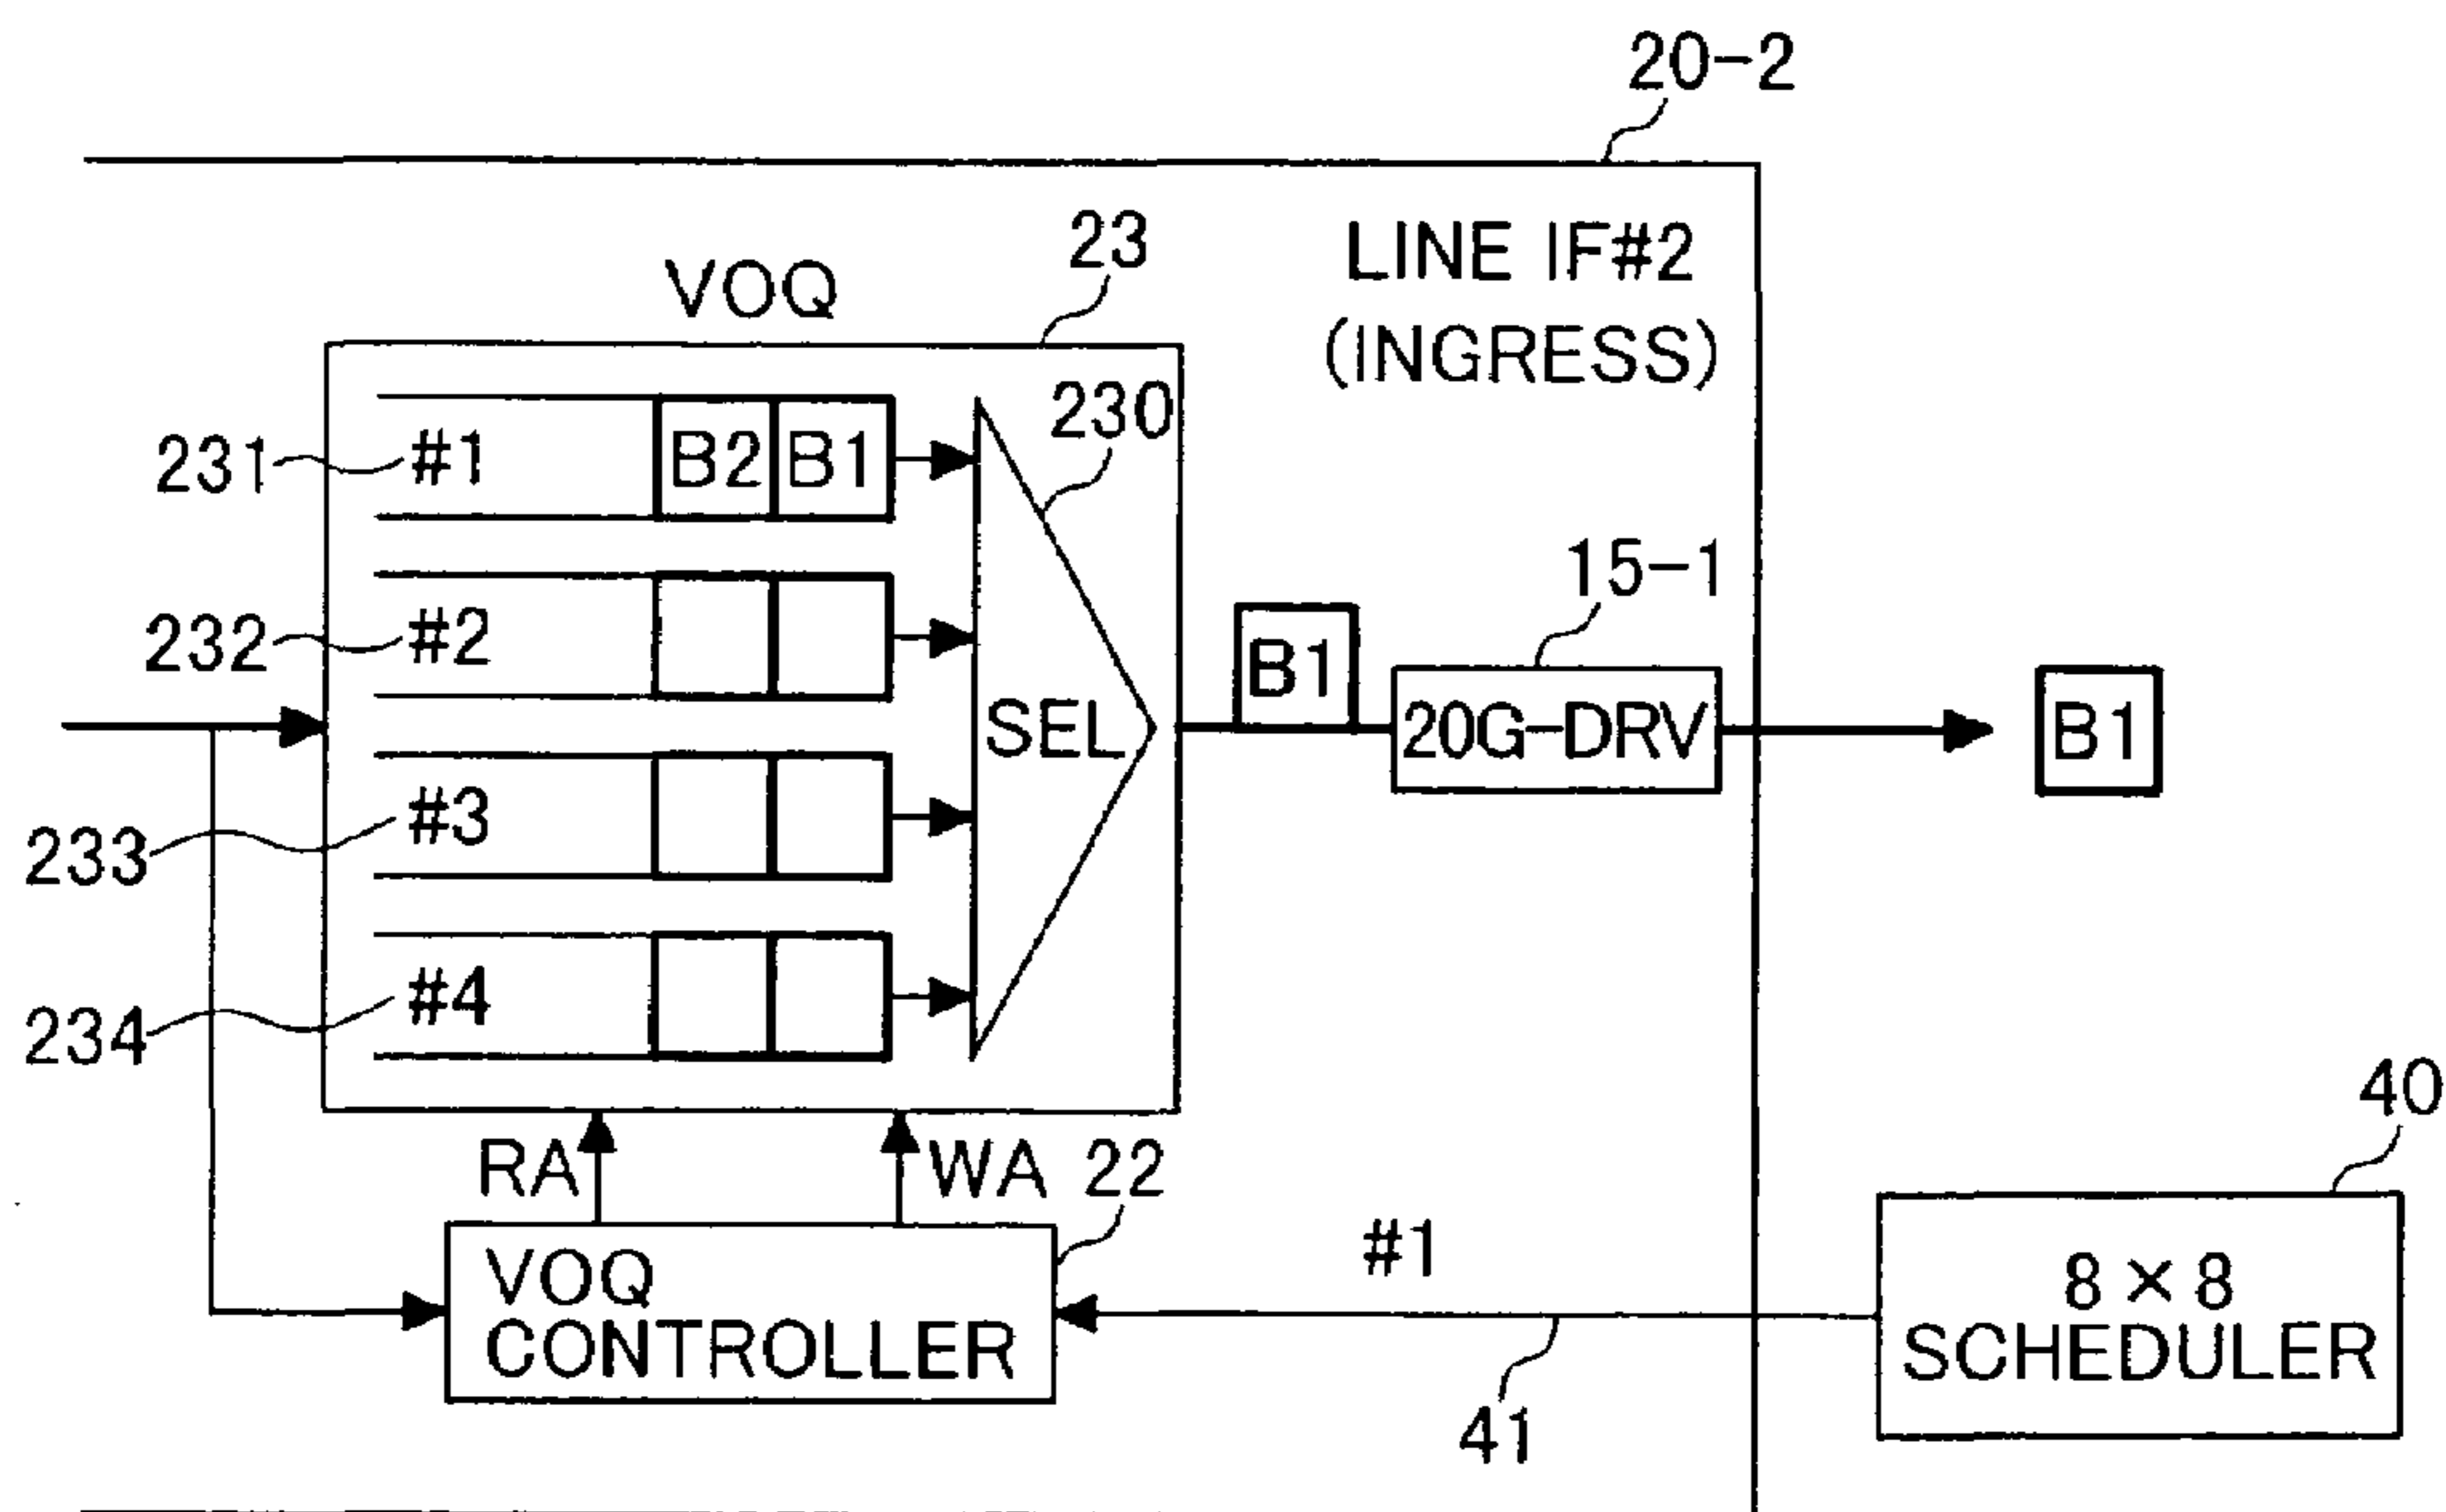 20-2
23
LINE IF#2
VOQ
(INGRESS)
230
231
#1
B2
B1
15-1
232
#2
B1
SEL
20G-DRV
B1
#3
233
#4
234
40
RA
WA
22
#1
VOQ
CONTROLLER
8 × 8
SCHEDULER
41